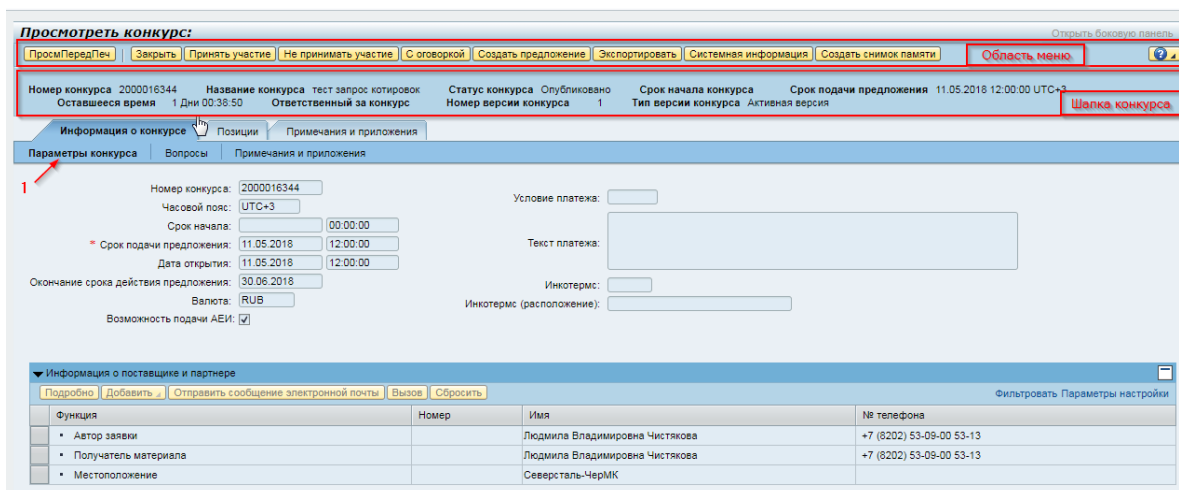 Просмотреть конкурс:
Открыть боковую панель
ПросмПередПеч Закрыть Принять участие Не принимать участие С оговоркой Создать предложение Экспортировать Системная информация Создать снимок памяти Область меню
Номер конкурса 2000016344 Название конкурса тест запрос котировок Статус конкурса Опубликовано Срок начала конкурса Срок подачи предложения 11.05.2018 12:00:00 UTC+3
Оставшееся время 1 Дни 00:38:50 Ответственный за конкурс Номер версии конкурса 1 Тип версии конкурса Активная версия Шапка конкурса
Информация о конкурсе Позиции Примечания и приложения
Параметры конкурса Вопросы Примечания и приложения
1
Номер конкурса: 2000016344
Условие платежа:
Часовой пояс: UTC+3
Срок начала: 00:00:00
* Срок подачи предложения: 11.05.2018 12:00:00
Текст платежа:
Дата открытия: 11.05.2018 12:00:00
Окончание срока действия предложения: 30.06.2018
Инкотермс:
Валюта: RUB
Инкотермс (расположение):
Возможность подачи АЕИ:
Информация о поставщике и партнере
Подробно Добавить Отправить сообщение электронной почты Вызов Сбросить Фильтровать Параметры настройки
Функция Номер Имя № телефона
Автор заявки Людмила Владимировна Чистякова +7 (8202) 53-09-00 53-13
Получатель материала Людмила Владимировна Чистякова +7 (8202) 53-09-00 53-13
Местоположение Северсталь-ЧерМК